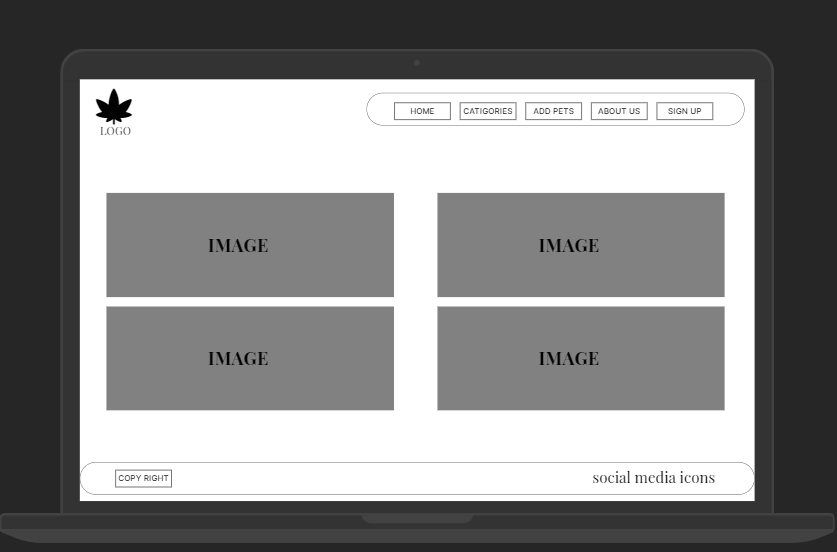 LOGO
HOME
CATIGORIES
ADD PETS
ABOUT US
SIGN UP
IMAGE
IMAGE
IMAGE
IMAGE
COPY RIGHT
social media icons